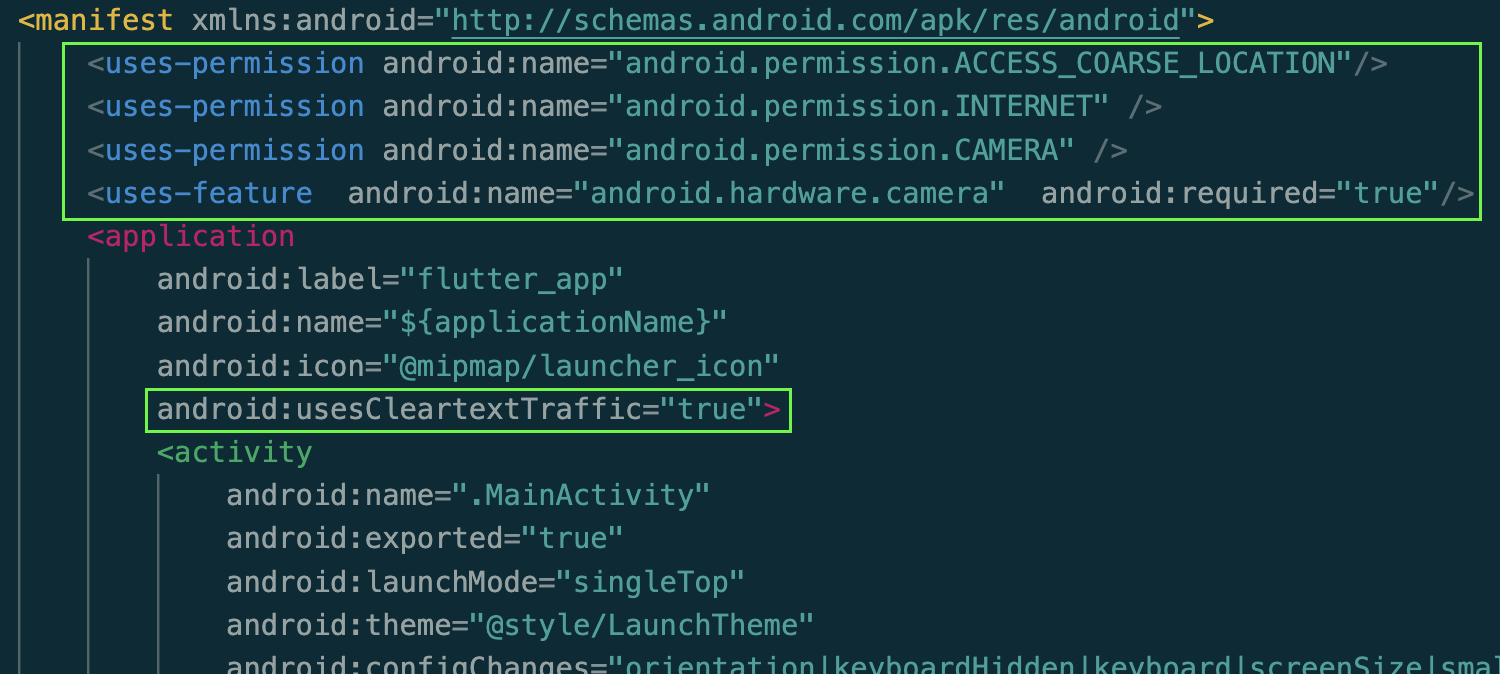 <manifest xmlns:android="http://schemas.android.com/apk/res/android">
<uses-permission android:name="android.permission.ACCESS_COARSE_LOCATION"/>
<uses-permission android:name="android.permission.INTERNET" />
<uses-permission android:name="android.permission.CAMERA" />
<uses-feature  android:name="android.hardware.camera"  android:required="true"/>
<application
android:label="flutter_app"
android:name="${applicationName}"
android:icon="@mipmap/launcher_icon"
android:usesCleartextTraffic="true">
<activity
android:name=".MainActivity"
android:exported="true"
android:launchMode="singleTop"
android:theme="@style/LaunchTheme"
android:configChanges="orientation|keyboardHidden|keyboard|screenSize|smal